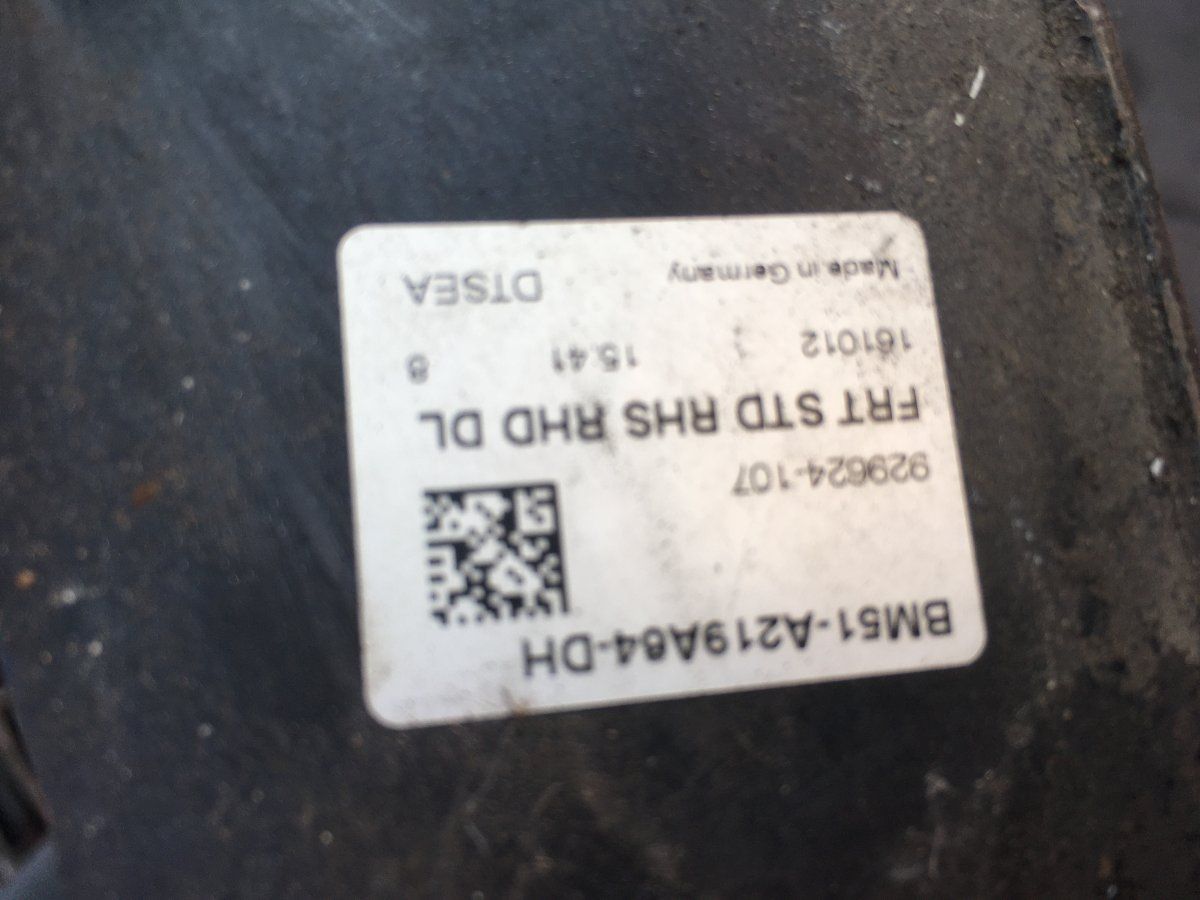 BM51-A219A64-DH
929624-107
FRT STD RHS RHD DL
161012 15:41 8
Made in Germany DTSEA